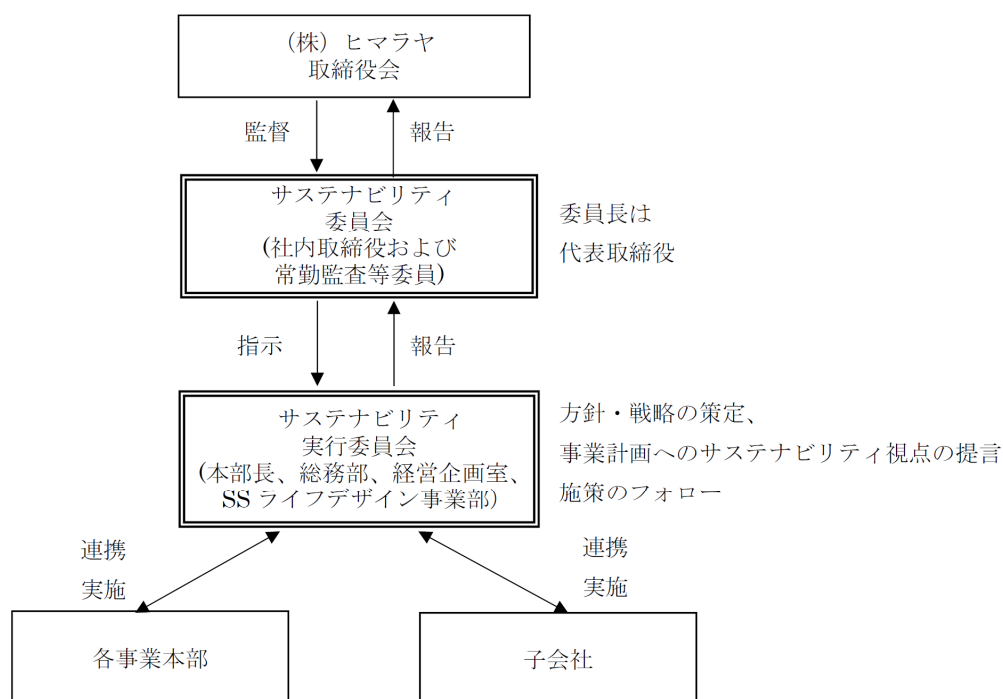 （株）ヒマラヤ
取締役会
監督
報告
サステナビリティ
委員会
(社内取締役および
常勤監査等委員)
委員長は
代表取締役
指示
報告
サステナビリティ
実行委員会
(本部長、総務部、経営企画室、
SS ライフデザイン事業部)
方針・戦略の策定、
事業計画へのサステナビリティ視点の提言
施策のフォロー
連携
実施
連携
実施
各事業本部
子会社